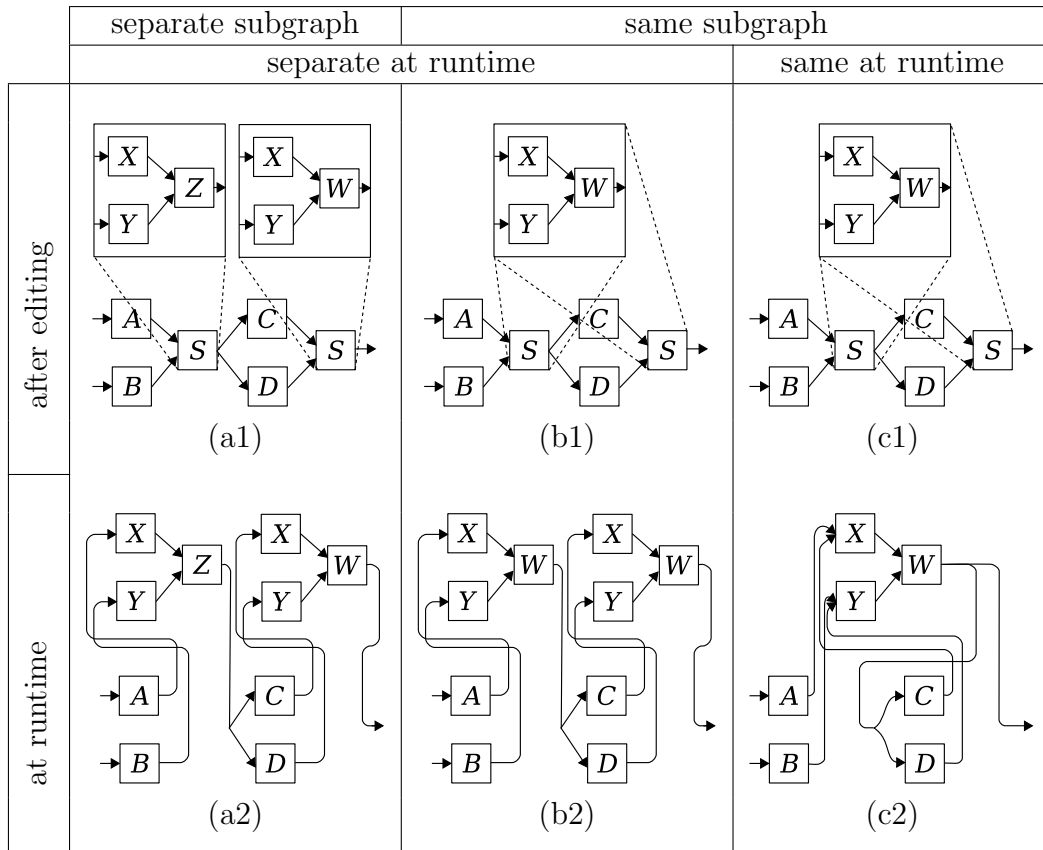 separate subgraph same subgraph
separate at runtime same at runtime
after editing
X Z Y X W Y
A S B C D S
(a1)
X W Y
A S B C D S
(b1)
X W Y
A S B C D S
(c1)
at runtime
X Z Y X W Y
A C
B D
(a2)
X W Y X W Y
A C
B D
(b2)
X W Y
A C
B D
(c2)